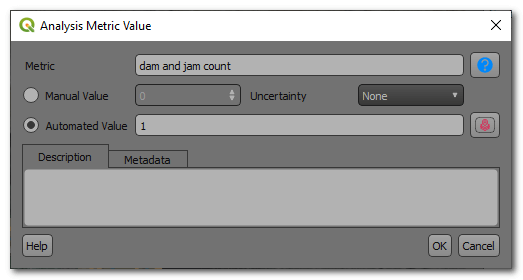 Analysis Metric Value
Metric dam and jam count
Manual Value 0 Uncertainty None
Automated Value 1
Description Metadata
Help OK Cancel